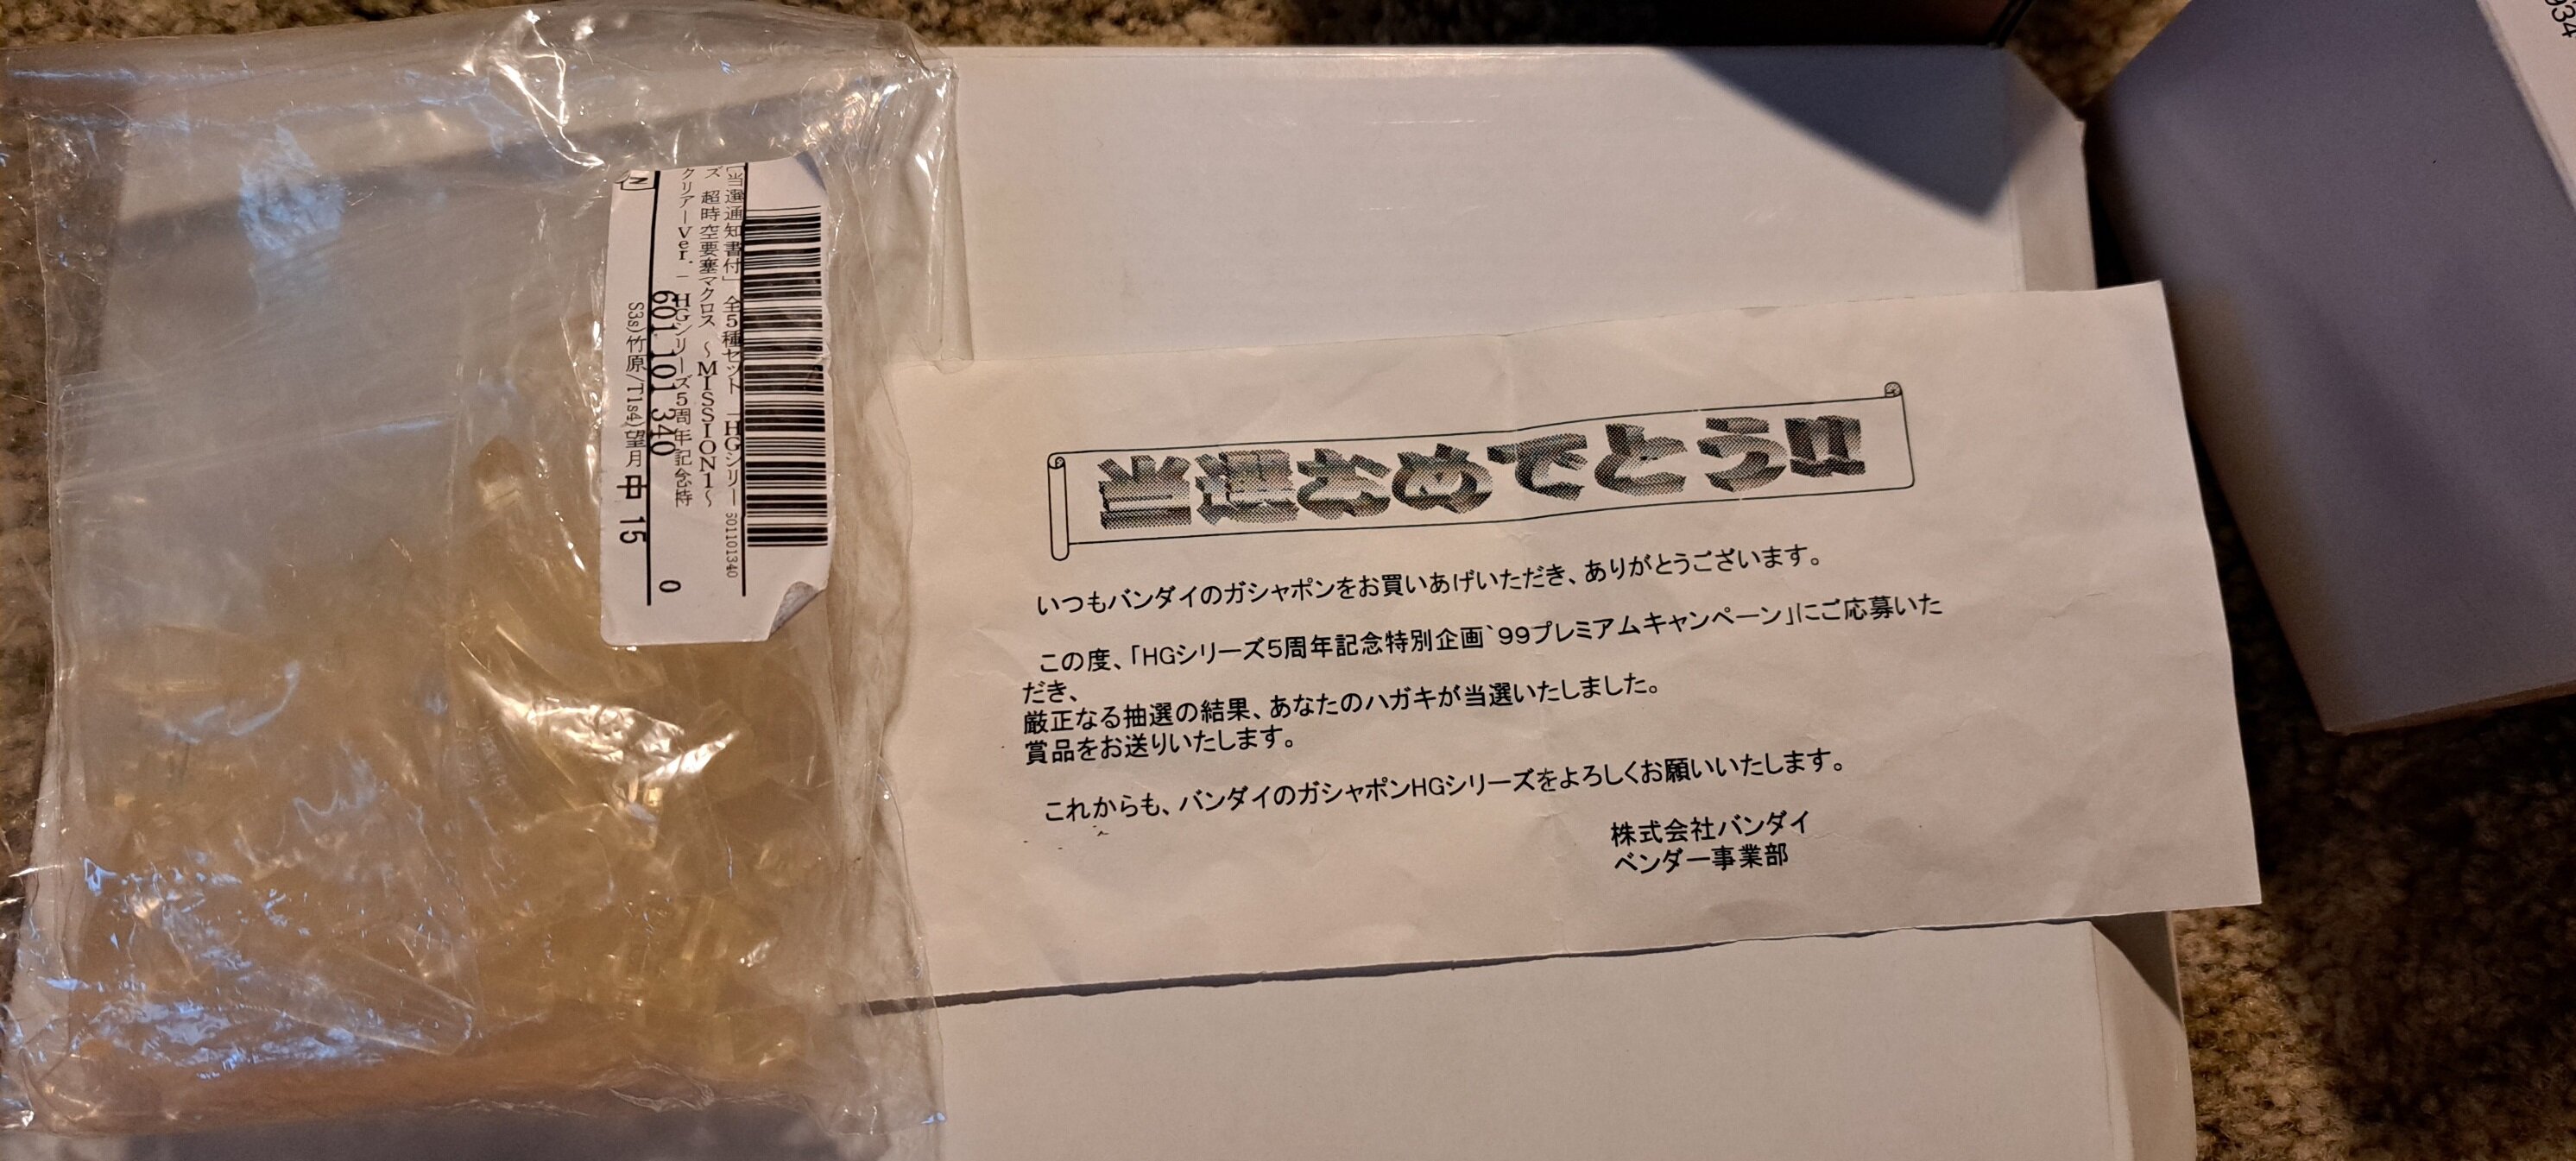 [当選通知書付] 全5種セット 「HGシリー
ズ 超時空要塞マクロス ～MISSION1～
クリアーVer.－ HGシリーズ5周年記念特
601101340
601 101 340
0
S3s)竹原/T1s4)望月
中 15
N
当選おめでとう!!
いつもバンダイのガシャポンをお買いあげいただき、ありがとうございます。
この度、「HGシリーズ5周年記念特別企画`99プレミアムキャンペーン」にご応募いた
だき、
厳正なる抽選の結果、あなたのハガキが当選いたしました。
賞品をお送りいたします。
これからも、バンダイのガシャポンHGシリーズをよろしくお願いいたします。
株式会社バンダイ
ベンダー事業部
934